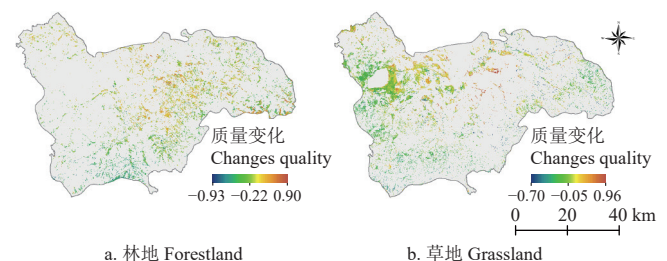 质量变化
Changes quality
−0.93 −0.22 0.90
质量变化
Changes quality
−0.70 −0.05 0.96
0 20 40 km
a. 林地 Forestland
b. 草地 Grassland